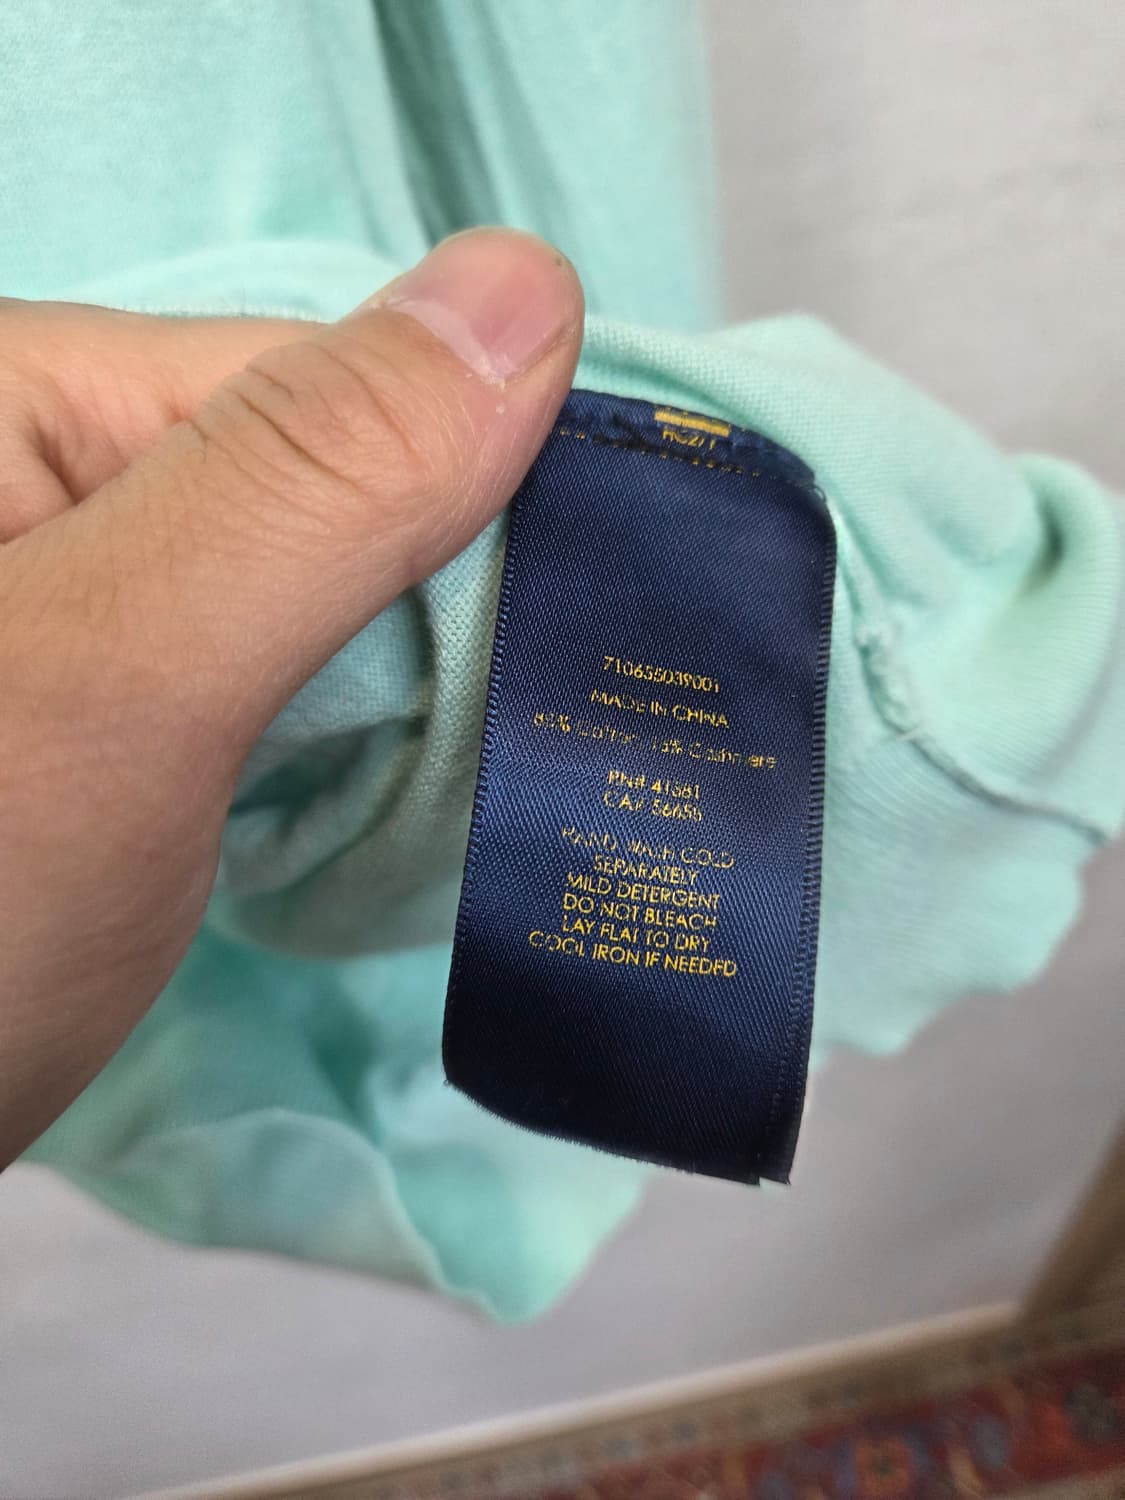 710655039001
MADE IN CHINA
85% Cotton 15% Cashmere
RN# 41381
CA# 56655
HAND WASH COLD
SEPARATELY
MILD DETERGENT
DO NOT BLEACH
LAY FLAT TO DRY
COOL IRON IF NEEDED